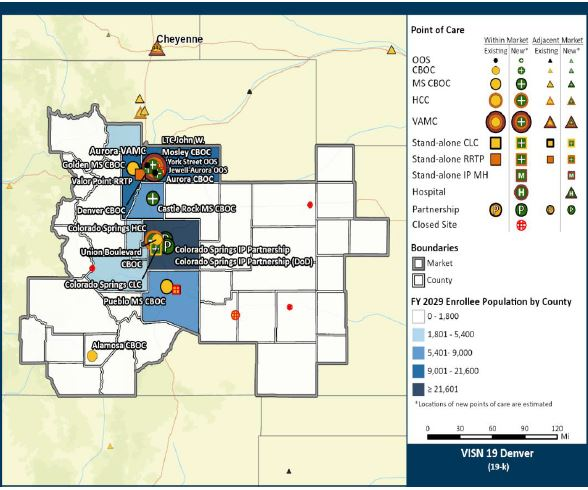 Cheyenne
LTC John W.
Mosley CBOC
Aurora VAMC
York Street OOS
Golden MS CBOC
Jewell-Aurora OOS
Valor Point RRTP
Aurora CBOC
Denver CBOC
Castle Rock MS CBOC
Colorado Springs HCC
Union Boulevard
CBOC
Colorado Springs IP Partnership
Colorado Springs IP Partnership (DoD)
Colorado Springs CLC
Pueblo MS CBOC
Alamosa CBOC
Point of Care
Within Market Adjacent Market
Existing New* Existing New*
OOS
CBOC
MS CBOC
HCC
VAMC
Stand-alone CLC
Stand-alone RRTP
Stand-alone IP MH
M M
Hospital
H H
Partnership
P P P P
Closed Site
Boundaries
Market
County
FY 2029 Enrollee Population by County
0 - 1,800
1,801 - 5,400
5,401- 9,000
9,001 - 21,600
≥ 21,601
*Locations of new points of care are estimated
0 30 60 90 120
Mi
VISN 19 Denver
(19-k)